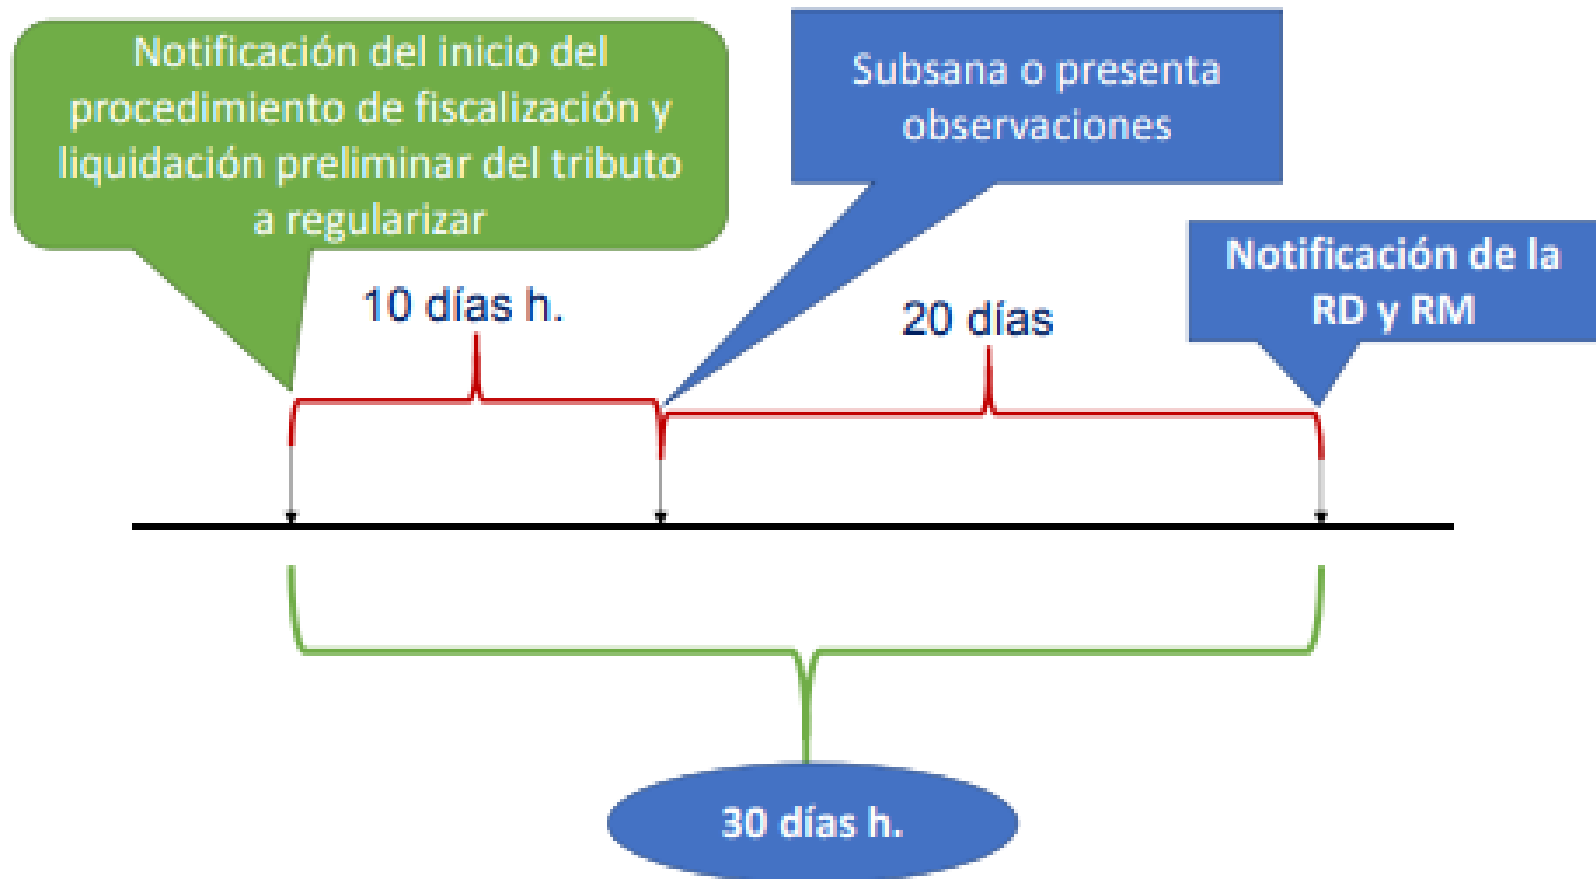 Notificación del inicio del
procedimiento de fiscalización y
liquidación preliminar del tributo
a regularizar
Subsana o presenta
observaciones
Notificación de la
RD y RM
10 días h.
20 días
30 días h.